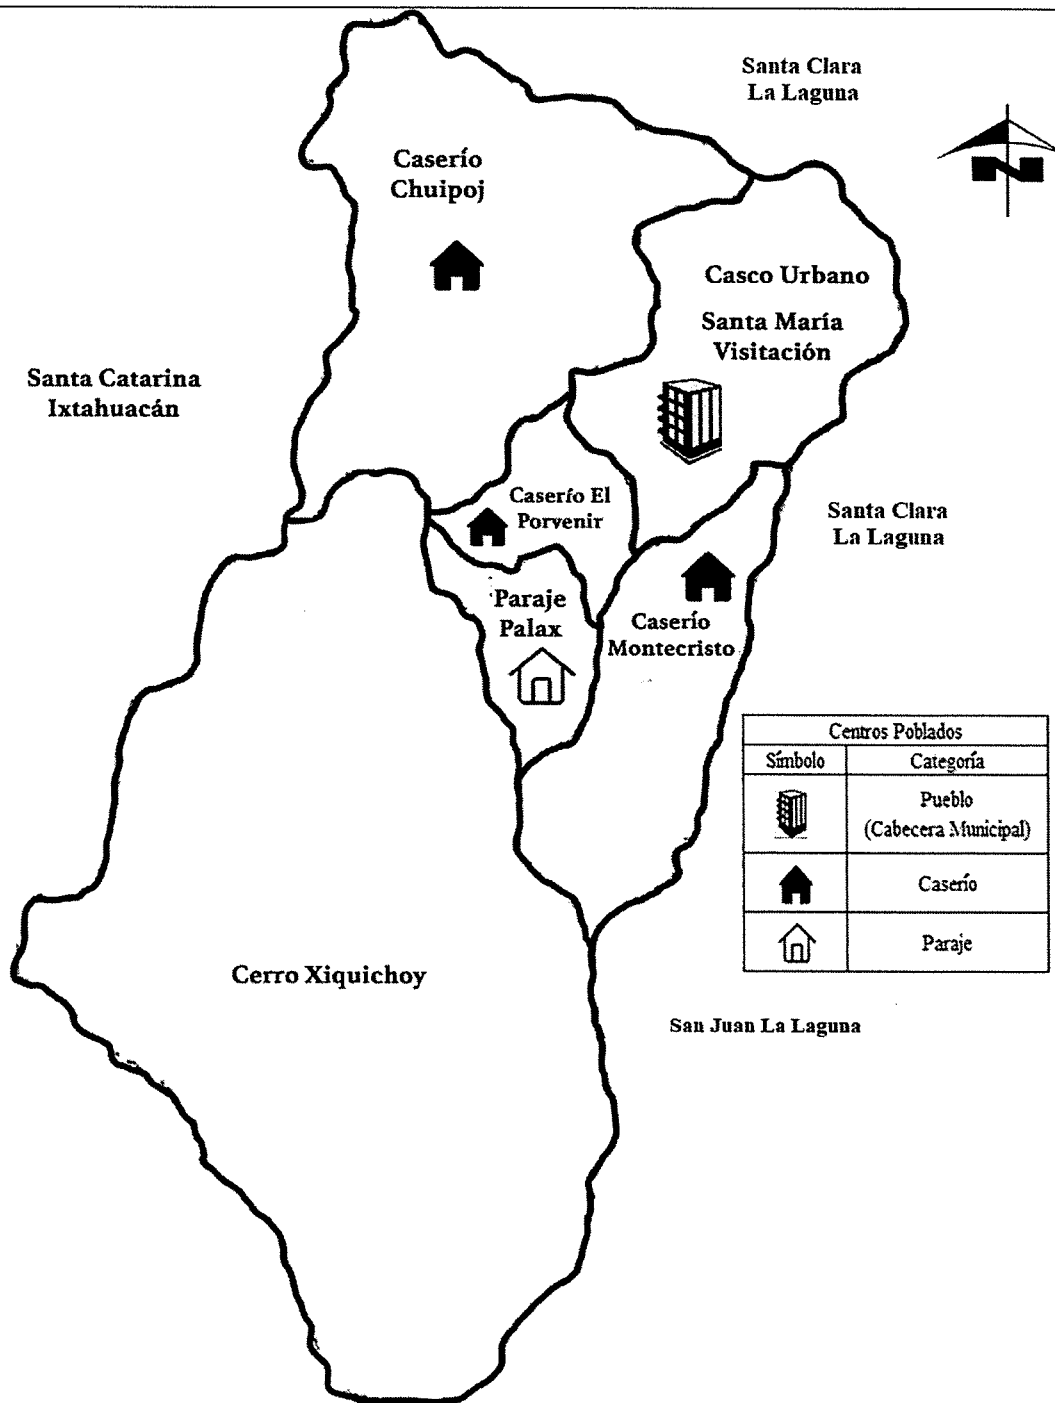 Santa Clara
La Laguna
N
Caserío
Chuipoj
Casco Urbano
Santa María
Visitación
Santa Catarina
Ixtahuacán
Caserío El
Porvenir
Santa Clara
La Laguna
Paraje
Palax
Caserío
Montecristo
Centros Poblados
Símbolo Categoría
Pueblo
(Cabecera Municipal)
Caserío
Paraje
Cerro Xiquichoy
San Juan La Laguna